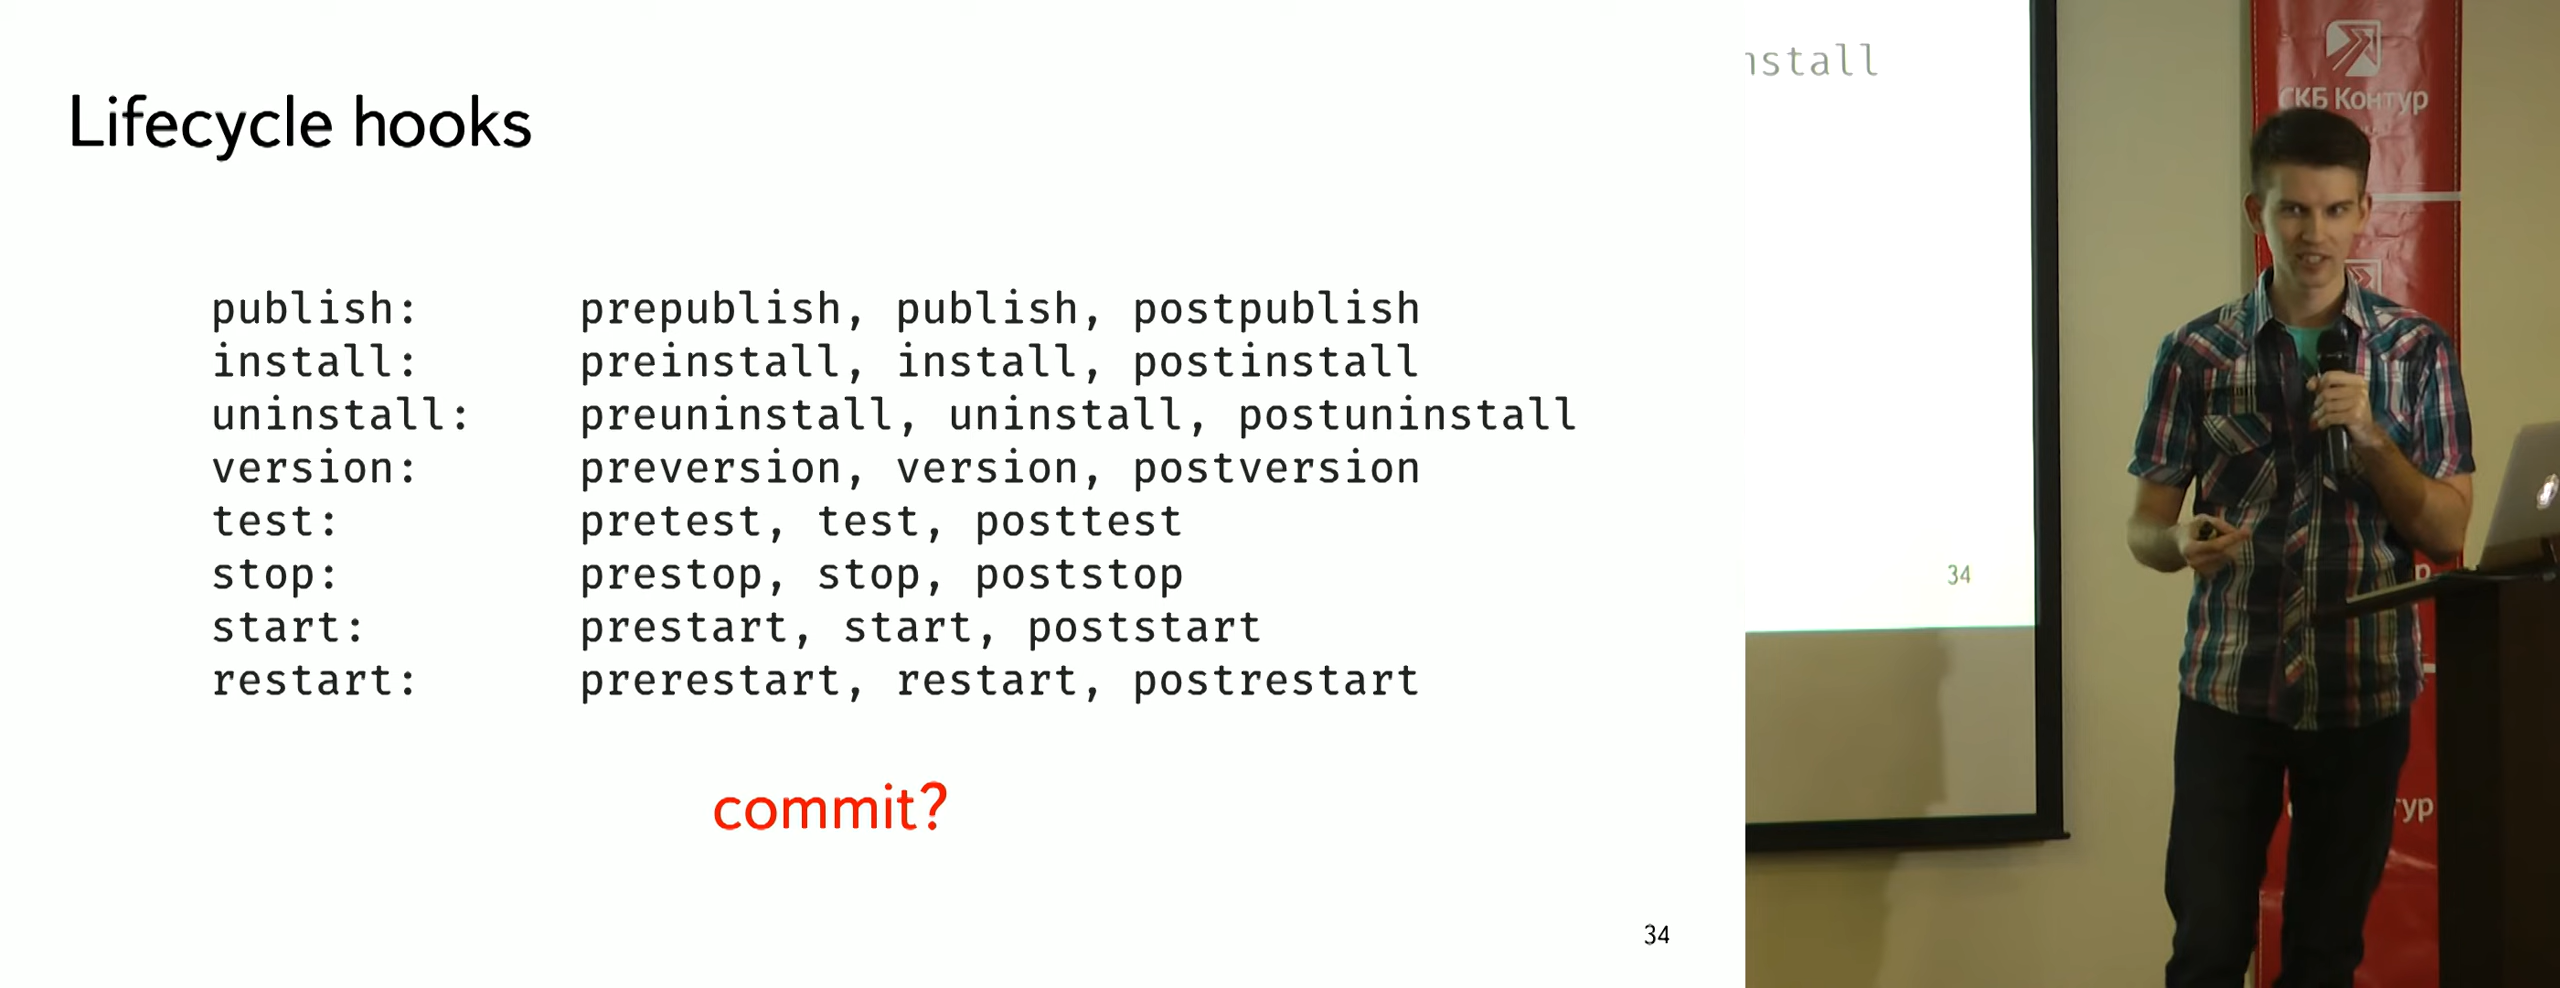 Lifecycle hooks
publish: prepublish, publish, postpublish
install: preinstall, install, postinstall
uninstall: preuninstall, uninstall, postuninstall
version: preversion, version, postversion
test: pretest, test, posttest
stop: prestop, stop, poststop
start: prestart, start, poststart
restart: prerestart, restart, postrestart
commit?
34
nstall
34
СКБ Контур
ур